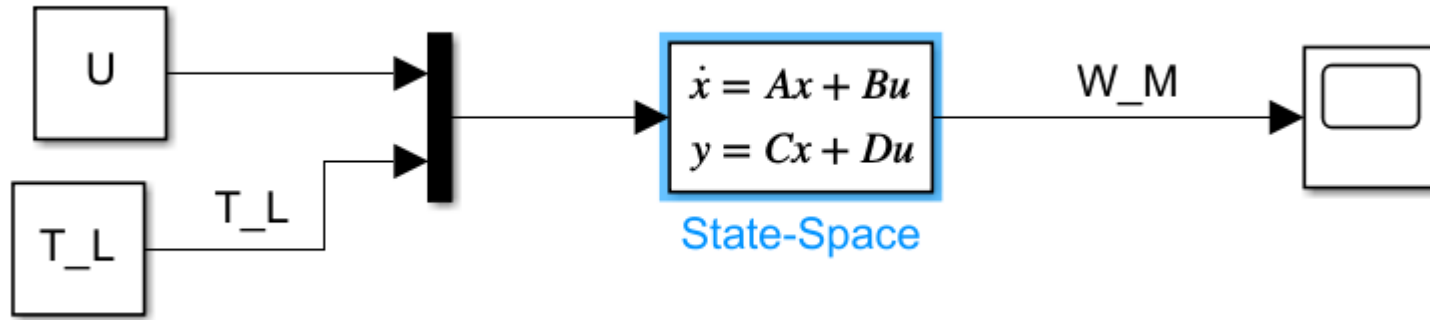 U
T_L
T_L
ẋ = Ax + Bu
y = Cx + Du
State-Space
W_M